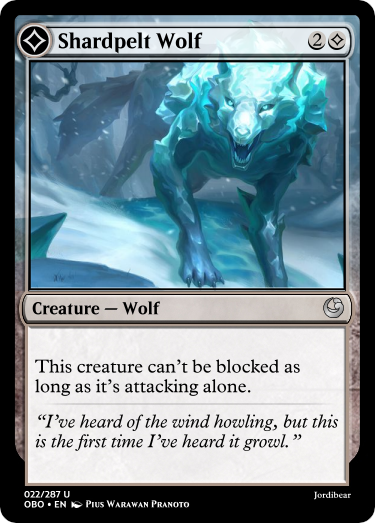 Shardpelt Wolf 2
Creature — Wolf
This creature can't be blocked as
long as it's attacking alone.
"I've heard of the wind howling, but this
is the first time I've heard it growl."
022/287 U
OBO • EN Pius Warawan Pranoto
Jordibear